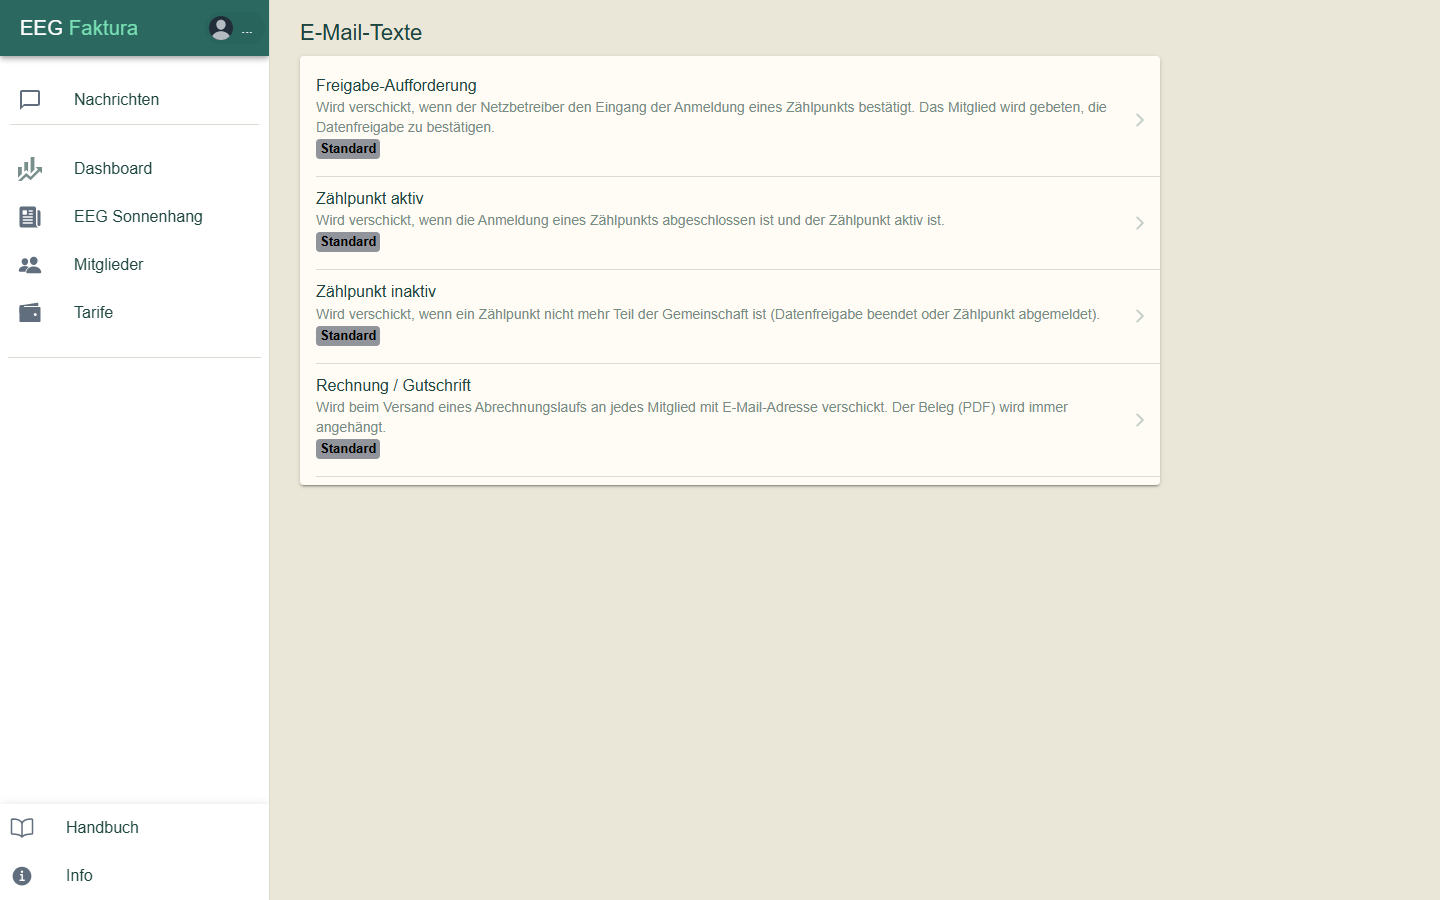 EEG Faktura
...
Nachrichten
Dashboard
EEG Sonnenhang
Mitglieder
Tarife
Handbuch
Info
E-Mail-Texte
Freigabe-Aufforderung
Wird verschickt, wenn der Netzbetreiber den Eingang der Anmeldung eines Zählpunkts bestätigt. Das Mitglied wird gebeten, die
Datenfreigabe zu bestätigen.
Standard
Zählpunkt aktiv
Wird verschickt, wenn die Anmeldung eines Zählpunkts abgeschlossen ist und der Zählpunkt aktiv ist.
Standard
Zählpunkt inaktiv
Wird verschickt, wenn ein Zählpunkt nicht mehr Teil der Gemeinschaft ist (Datenfreigabe beendet oder Zählpunkt abgemeldet).
Standard
Rechnung / Gutschrift
Wird beim Versand eines Abrechnungslaufs an jedes Mitglied mit E-Mail-Adresse verschickt. Der Beleg (PDF) wird immer
angehängt.
Standard